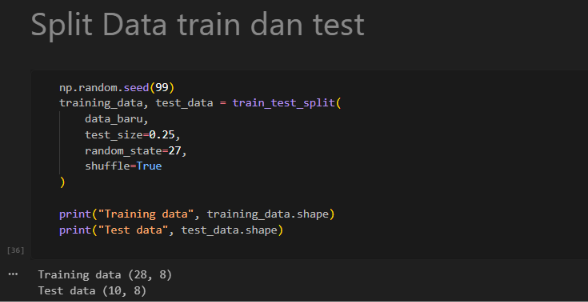 Split Data train dan test
np.random.seed(99)
training_data, test_data = train_test_split(
    data_baru,
    test_size=0.25,
    random_state=27,
    shuffle=True
)
print("Training data", training_data.shape)
print("Test data", test_data.shape)
[36]
... Training data (28, 8)
Test data (10, 8)